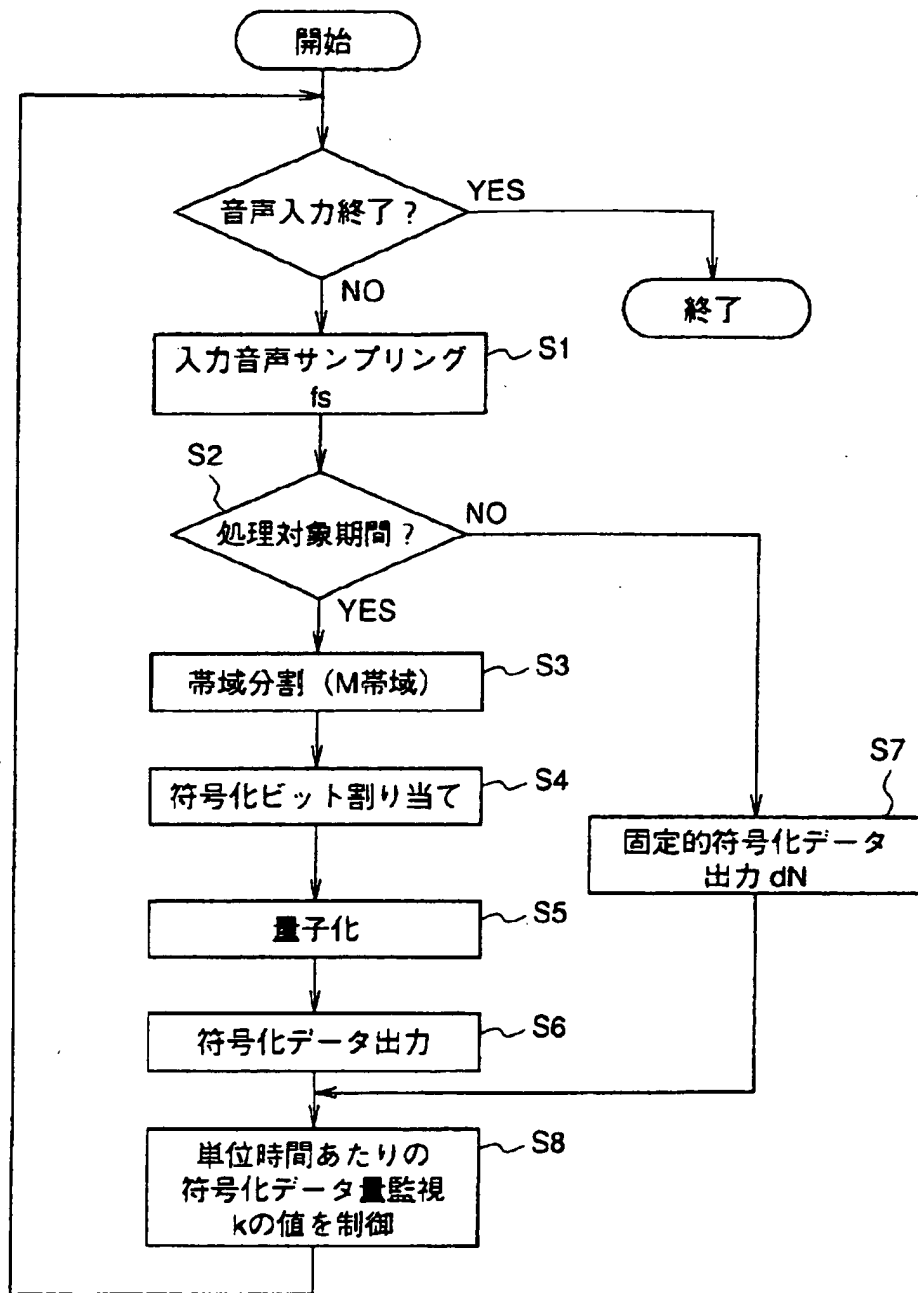 開始
音声入力終了?
YES
NO
終了
入力音声サンプリング
fs
S1
S2
処理対象期間?
NO
YES
帯域分割(M帯域)
S3
符号化ビット割り当て
S4
S7
固定的符号化データ
出力 dN
量子化
S5
符号化データ出力
S6
単位時間あたりの
符号化データ量監視
kの値を制御
S8